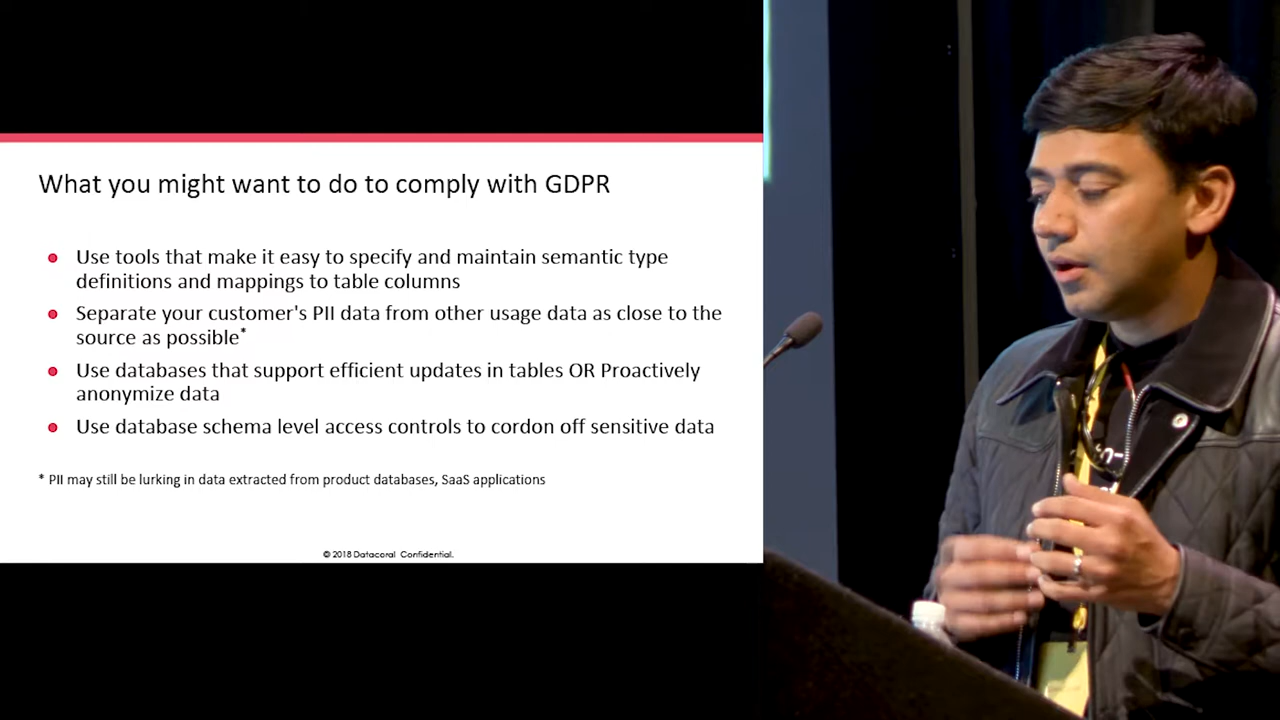 What you might want to do to comply with GDPR
Use tools that make it easy to specify and maintain semantic type
definitions and mappings to table columns
Separate your customer's PII data from other usage data as close to the
source as possible*
Use databases that support efficient updates in tables OR Proactively
anonymize data
Use database schema level access controls to cordon off sensitive data
* PII may still be lurking in data extracted from product databases, SaaS applications
© 2018 Datacoral Confidential.